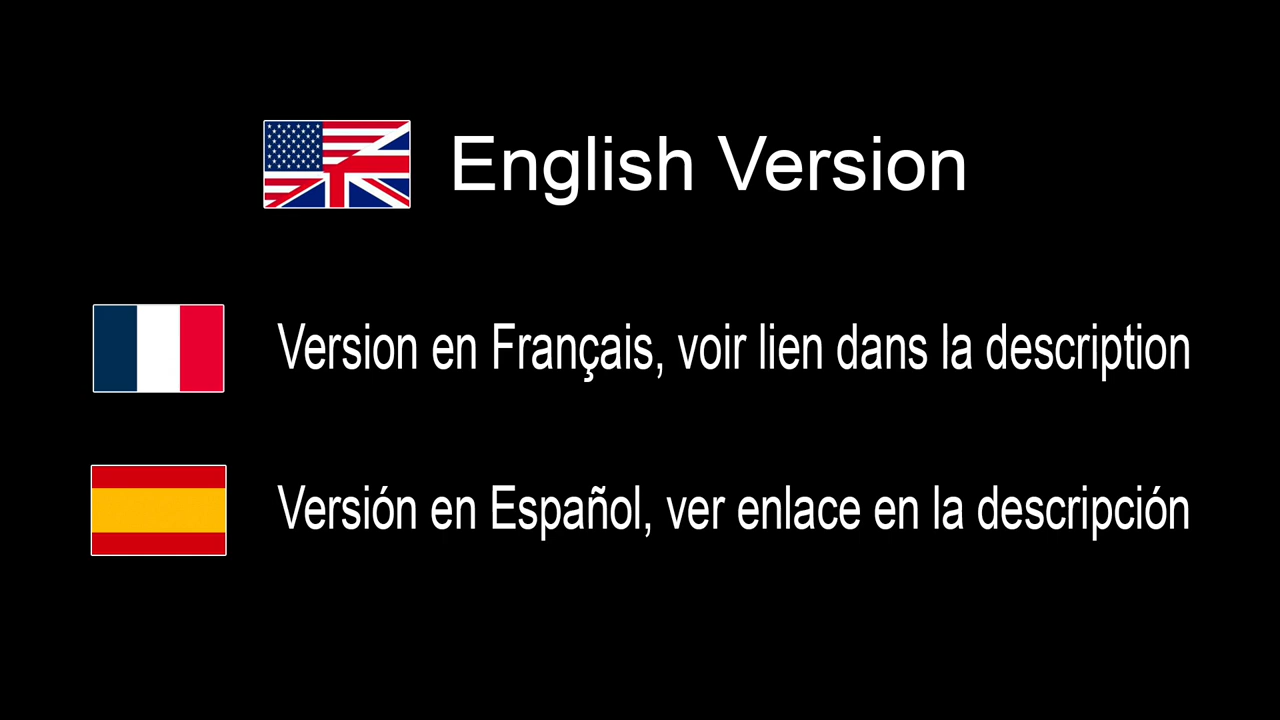 English Version
Version en Français, voir lien dans la description
Versión en Español, ver enlace en la descripción